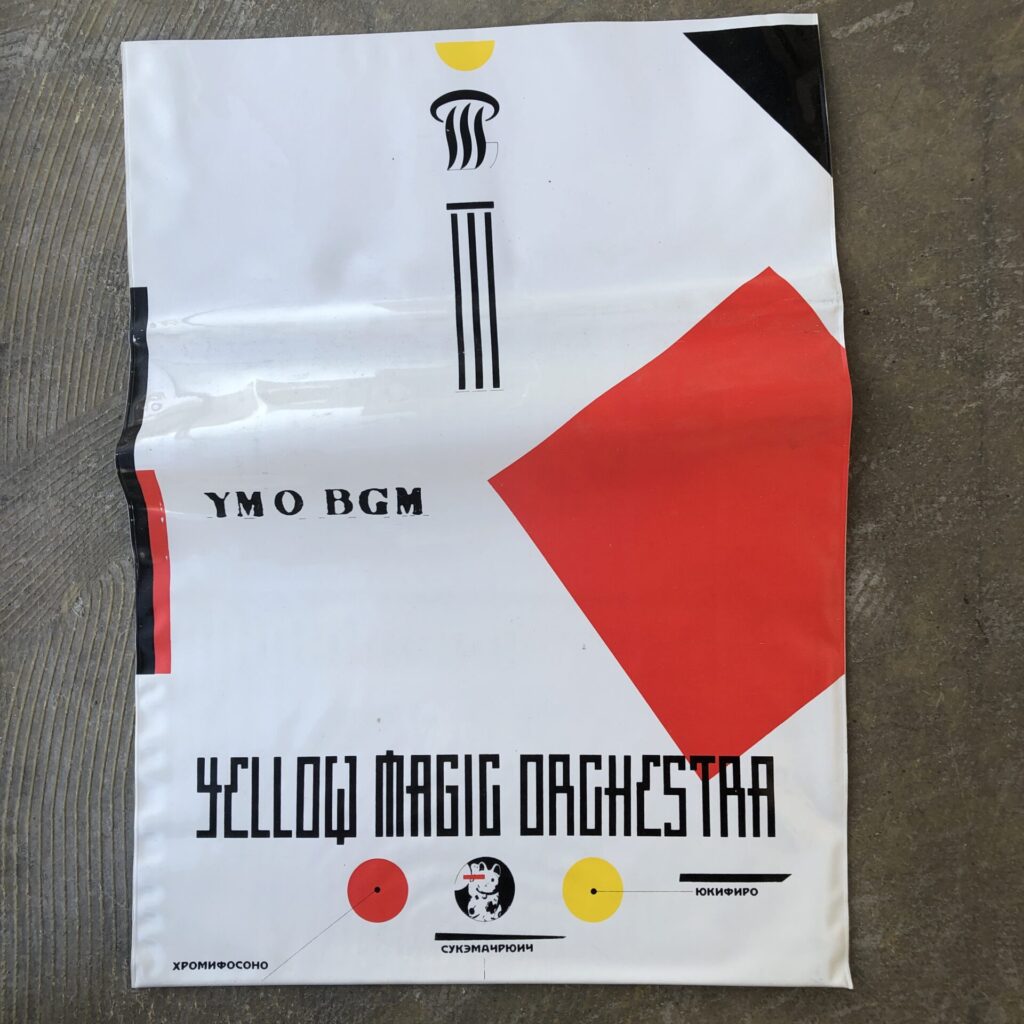 YMO BGM
YELLOW MAGIC ORCHESTRA
ЮКИФИРО
СУКЭМАЧРЮИЧ
ХРОМИФОСОНО